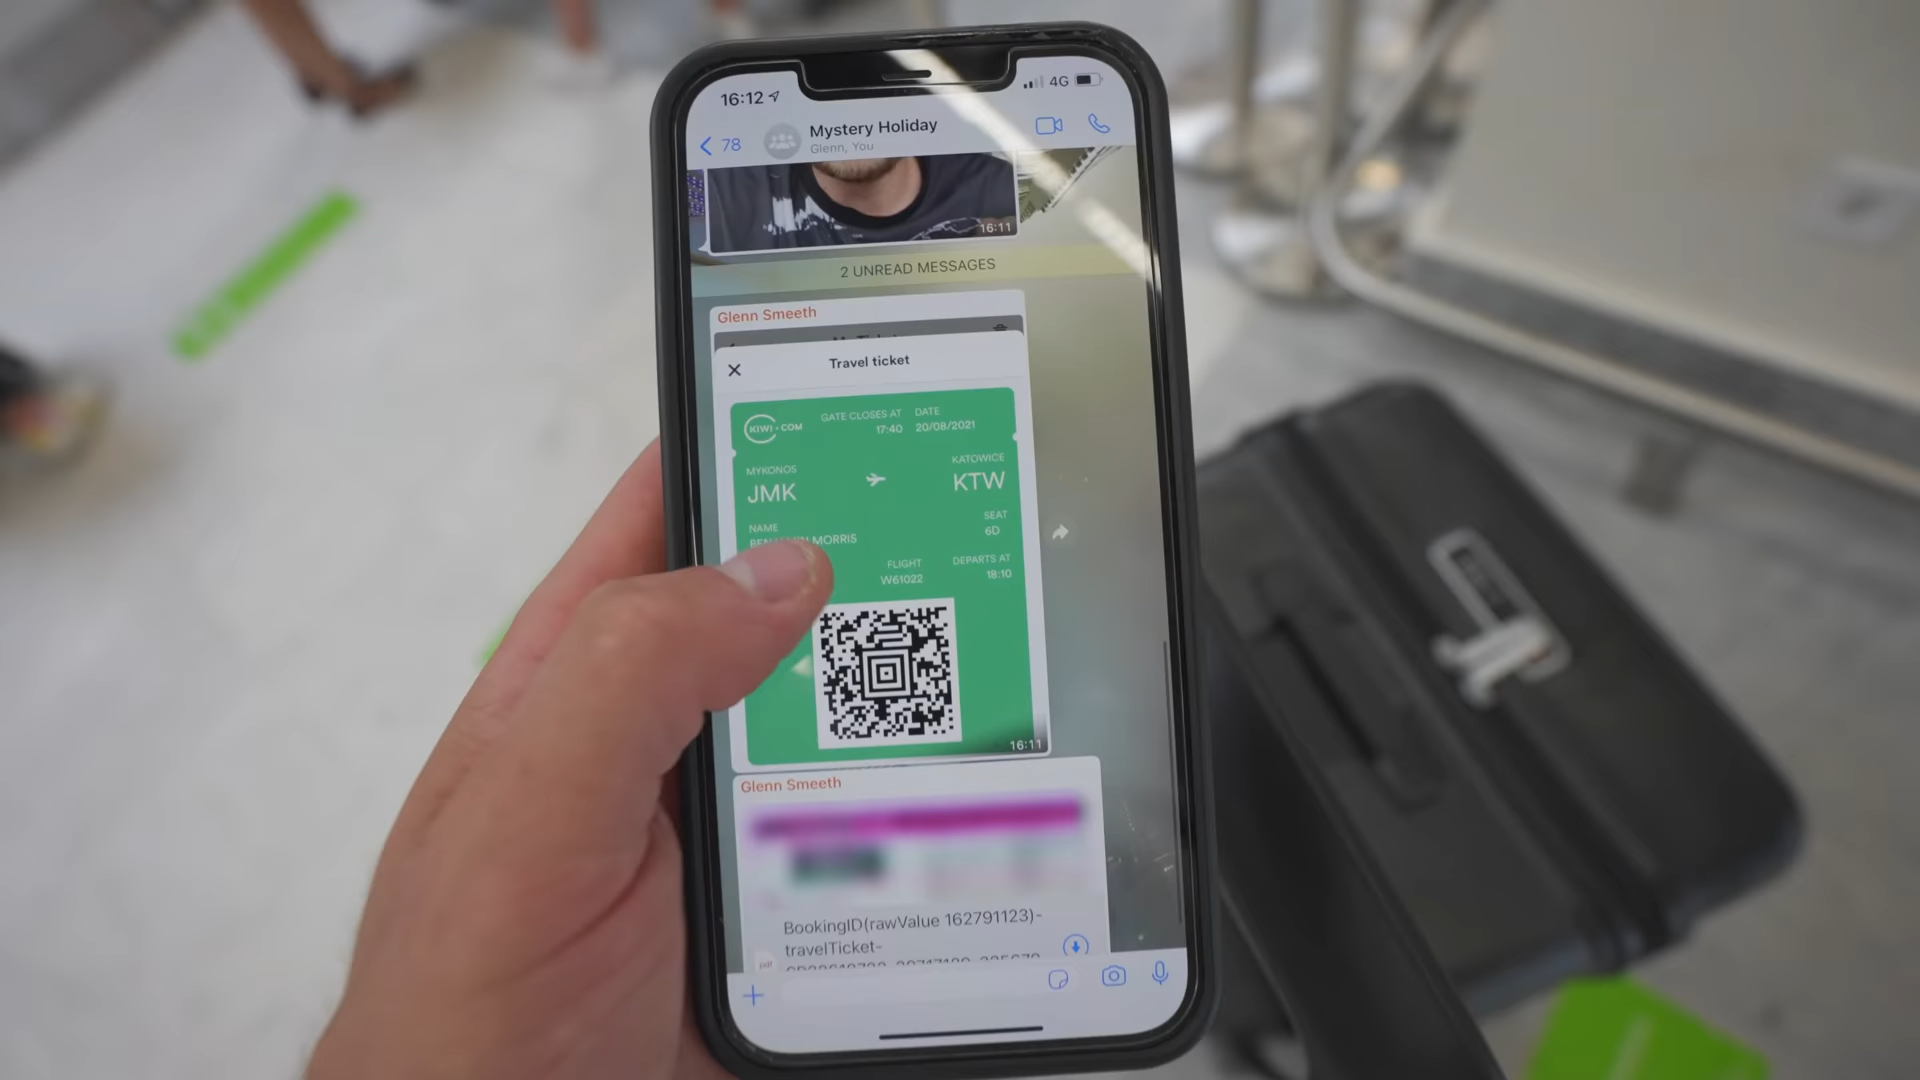 16:12
4G
78
Mystery Holiday
Glenn, You
16:11
2 UNREAD MESSAGES
Glenn Smeeth
Travel ticket
KIWI.COM
GATE CLOSES AT
17:40
DATE
20/08/2021
MYKONOS
JMK
KATOWICE
KTW
NAME
MORRIS
SEAT
6D
FLIGHT
W61022
DEPARTS AT
18:10
16:11
Glenn Smeeth
BookingID(rawValue 162791123)-
travelTicket-
pdf